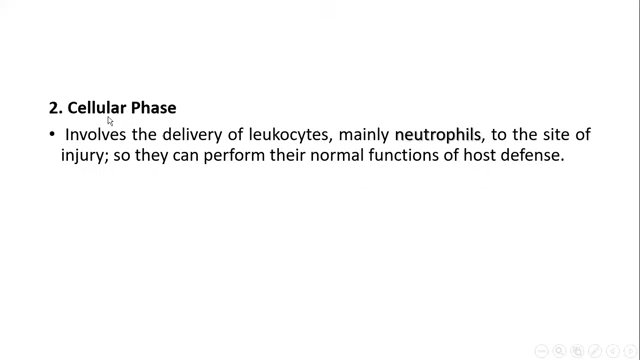 2. Cellular Phase
• Involves the delivery of leukocytes, mainly neutrophils, to the site of
injury; so they can perform their normal functions of host defense.